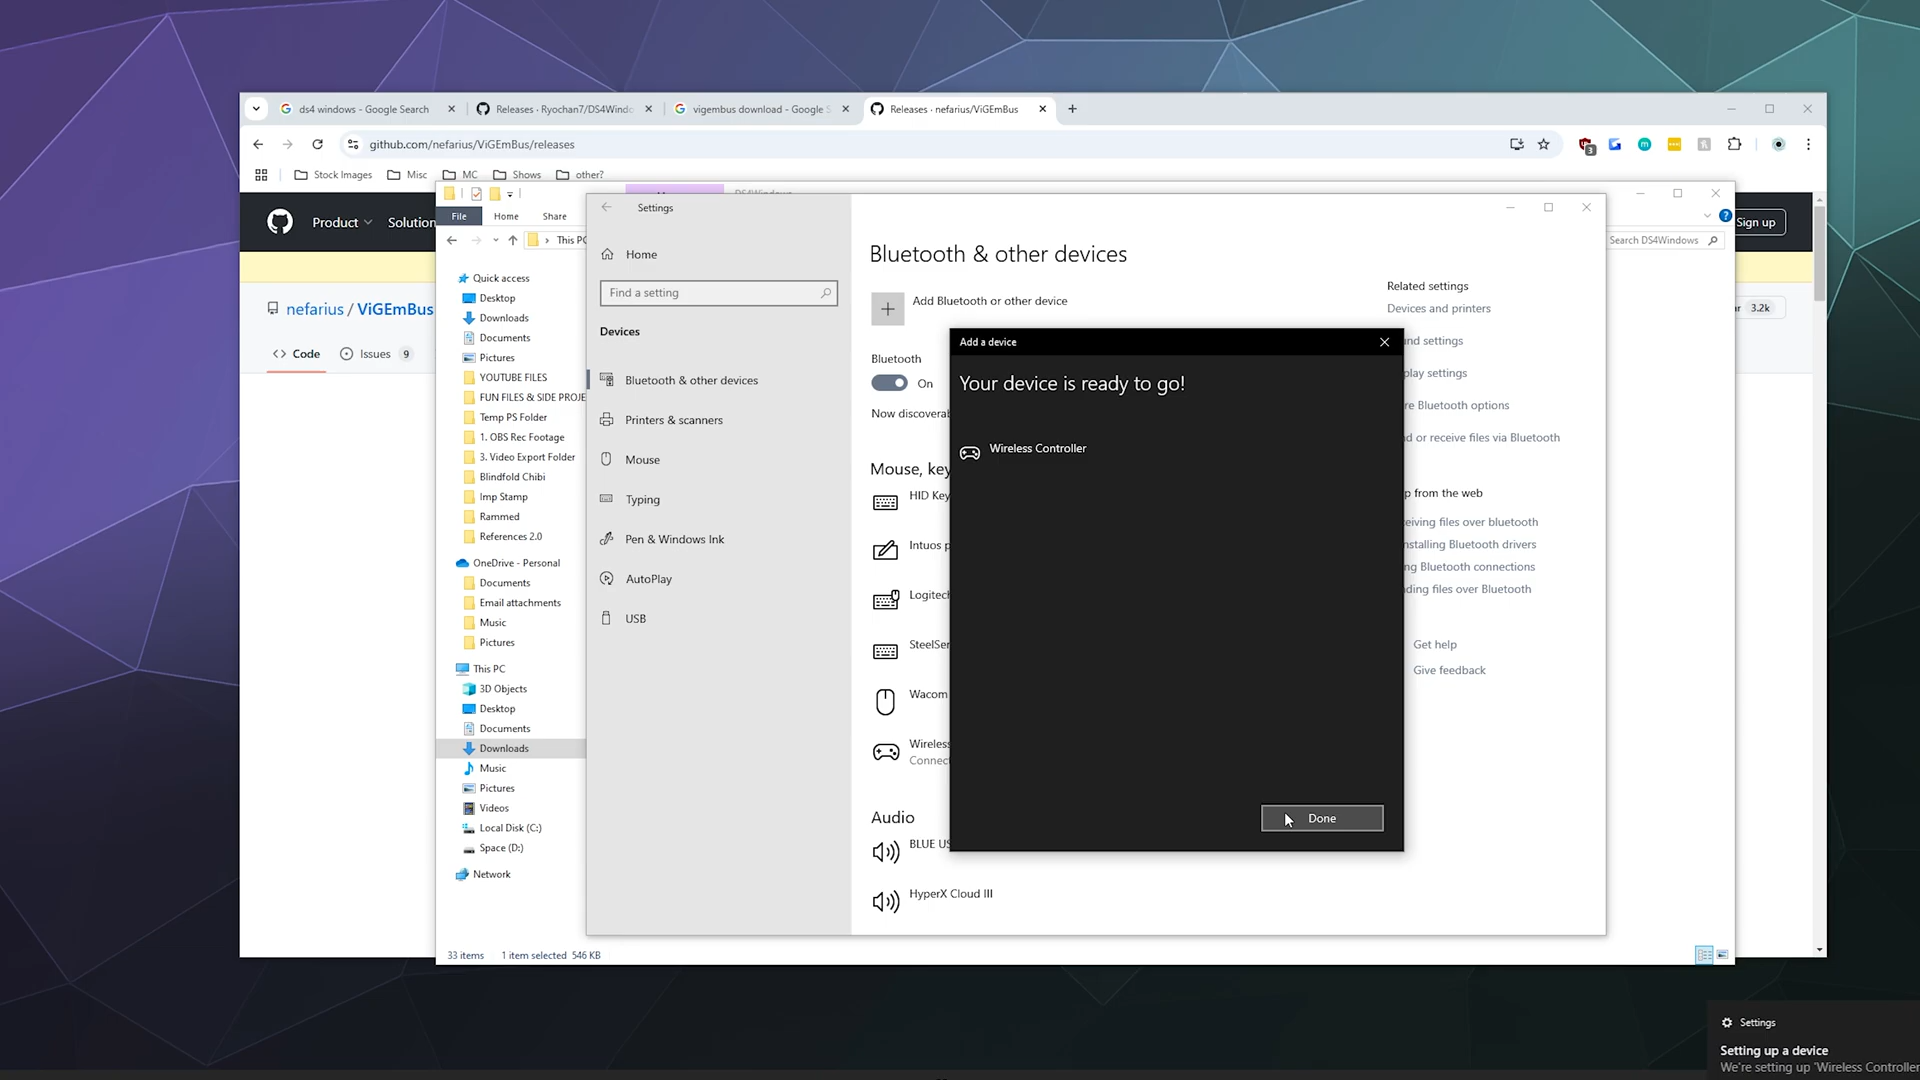 ds4 windows - Google Search
Releases · Ryochan7/DS4Windo
vigembus download - Google S
Releases · nefarius/ViGEmBus
github.com/nefarius/ViGEmBus/releases
3
Stock Images
Misc
MC
Shows
other?
Product
Solution
Sign up
nefarius / ViGEmBus
3.2k
Code
Issues 9
DS4Windows
File
Home
Share
This PC
Search DS4Windows
Quick access
Desktop
Downloads
Documents
Pictures
YOUTUBE FILES
FUN FILES & SIDE PROJE
Temp PS Folder
1. OBS Rec Footage
3. Video Export Folder
Blindfold Chibi
Imp Stamp
Rammed
References 2.0
OneDrive - Personal
Documents
Email attachments
Music
Pictures
This PC
3D Objects
Desktop
Documents
Downloads
Music
Pictures
Videos
Local Disk (C:)
Space (D:)
Network
33 items
1 item selected 546 KB
Settings
Home
Find a setting
Devices
Bluetooth & other devices
Printers & scanners
Mouse
Typing
Pen & Windows Ink
AutoPlay
USB
Bluetooth & other devices
Add Bluetooth or other device
Bluetooth
On
Now discoverab
Mouse, key
HID Key
Intuos p
Logitech
SteelSer
Wacom
Wireless
Connect
Audio
BLUE US
HyperX Cloud III
Related settings
Devices and printers
und settings
play settings
re Bluetooth options
d or receive files via Bluetooth
p from the web
eiving files over bluetooth
nstalling Bluetooth drivers
ng Bluetooth connections
ding files over Bluetooth
Get help
Give feedback
Add a device
Your device is ready to go!
Wireless Controller
Done
Settings
Setting up a device
We're setting up 'Wireless Controller